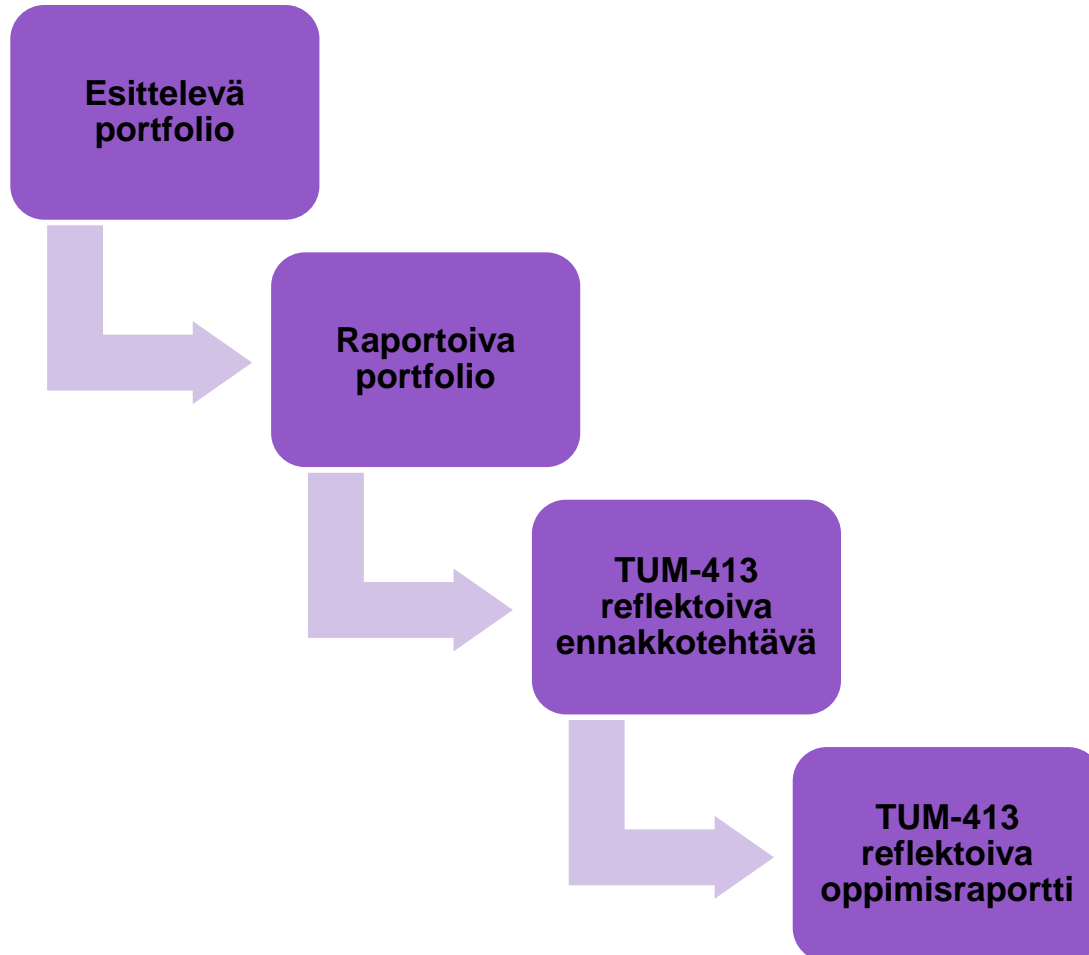 Esittelevä
portfolio
Raportoiva
portfolio
TUM-413
reflektoiva
ennakkotehtävä
TUM-413
reflektoiva
oppimisraportti